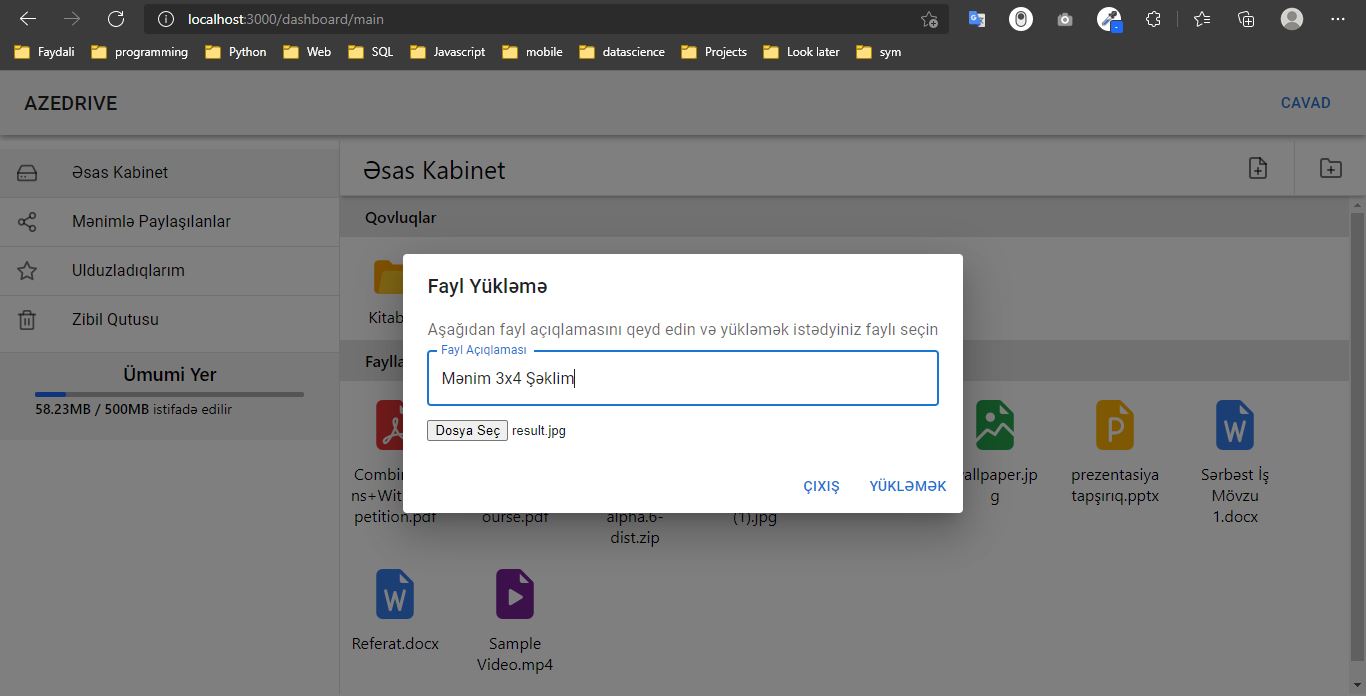 localhost:3000/dashboard/main
Faydali programming Python Web SQL Javascript mobile datascience Projects Look later sym
AZEDRIVE
CAVAD
Əsas Kabinet
Mənimlə Paylaşılanlar
Ulduzladıqlarım
Zibil Qutusu
Ümumi Yer
58.23MB / 500MB istifadə edilir
Əsas Kabinet
Qovluqlar
Kitab
Fayl Yükləmə
Aşağıdan fayl açıqlamasını qeyd edin və yükləmək istədyiniz faylı seçin
Fayl Açıqlaması
Mənim 3x4 Şəklim
Dosya Seç result.jpg
ÇIXIŞ YÜKLƏMƏK
Faylla
Combin
ns+Wit
petition.pdf
ourse.pdf
alpha.6-
dist.zip
(1).jpg
allpaper.jp
g
prezentasiya
tapşırıq.pptx
Sərbəst İş
Mövzu
1.docx
Referat.docx
Sample
Video.mp4